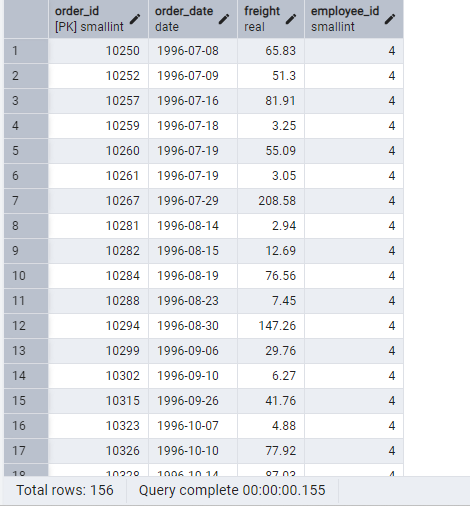 order_id order_date freight employee_id
[PK] smallint date real smallint
1 10250 1996-07-08 65.83 4
2 10252 1996-07-09 51.3 4
3 10257 1996-07-16 81.91 4
4 10259 1996-07-18 3.25 4
5 10260 1996-07-19 55.09 4
6 10261 1996-07-19 3.05 4
7 10267 1996-07-29 208.58 4
8 10281 1996-08-14 2.94 4
9 10282 1996-08-15 12.69 4
10 10284 1996-08-19 76.56 4
11 10288 1996-08-23 7.45 4
12 10294 1996-08-30 147.26 4
13 10299 1996-09-06 29.76 4
14 10302 1996-09-10 6.27 4
15 10315 1996-09-26 41.76 4
16 10323 1996-10-07 4.88 4
17 10326 1996-10-10 77.92 4
18 10328 1996-10-14 87.03 4
Total rows: 156 Query complete 00:00:00.155